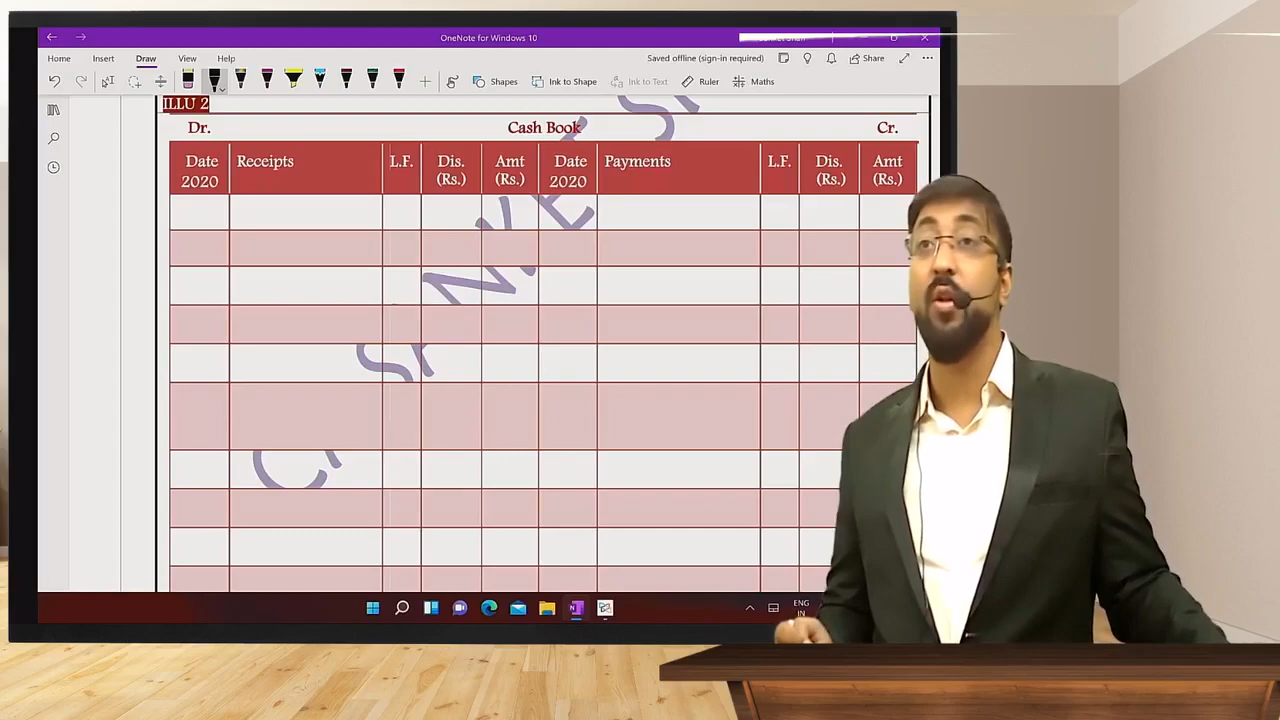 OneNote for Windows 10
Home Insert Draw View Help
Saved offline (sign-in required)
Share
Shapes
Ink to Shape
Ink to Text
Ruler
Maths
ILLU 2
Dr. Cash Book Cr.
Date 2020 Receipts L.F. Dis. (Rs.) Amt (Rs.) Date 2020 Payments L.F. Dis. (Rs.) Amt (Rs.)
ENG
IN